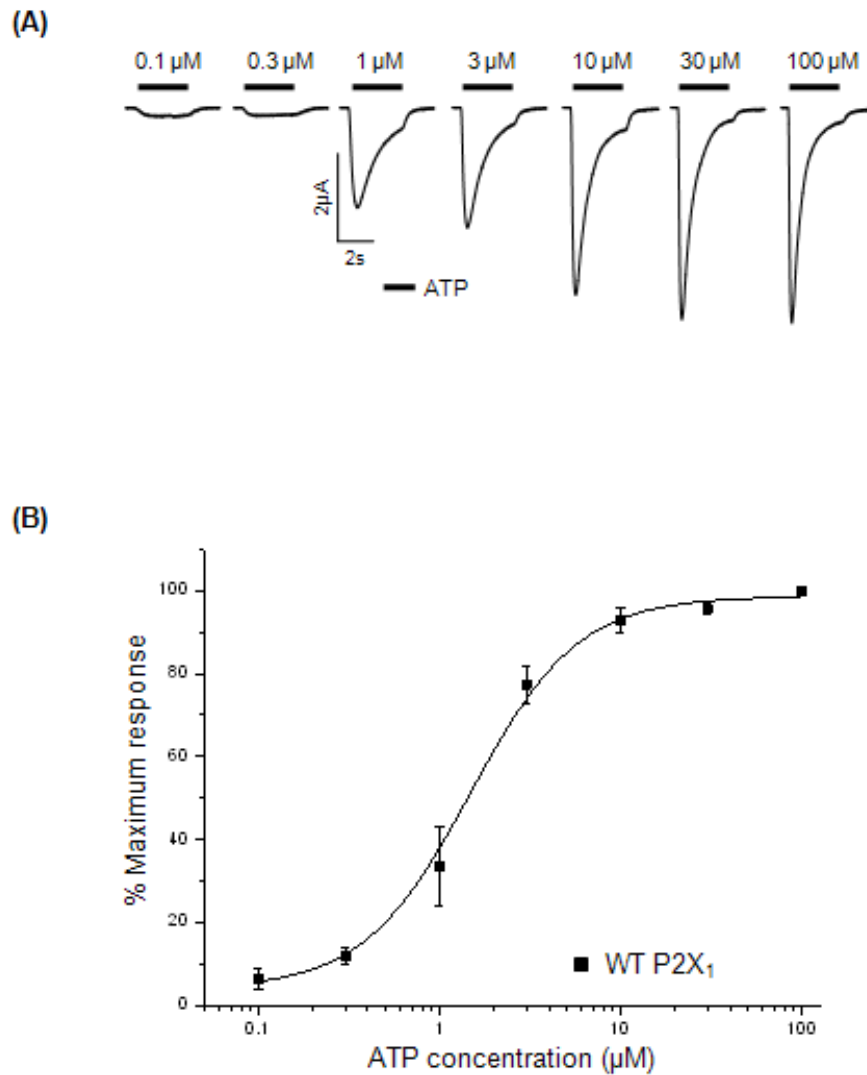 (A)
0.1 µM 0.3 µM 1 µM 3 µM 10 µM 30 µM 100 µM
2µA
2s
ATP
(B)
% Maximum response
100
80
60
40
20
0
WT P2X₁
0.1 1 10 100
ATP concentration (µM)